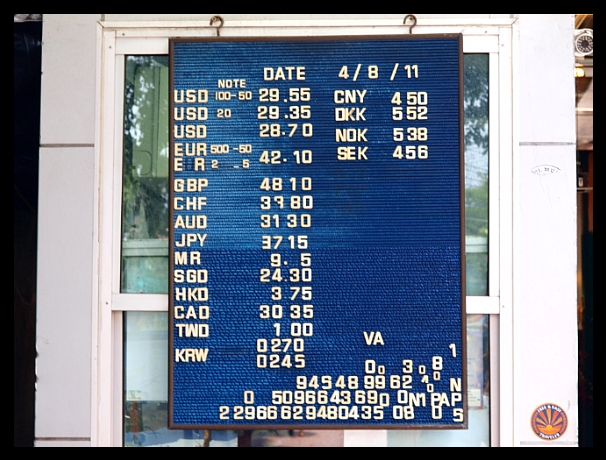 DATE 4/8/11
NOTE
USD 100-50 29.55 CNY 4 50
USD 20 29.35 DKK 5 52
USD 28.70 NOK 5 38
EUR 500-50 SEK 4 56
E R 2 - 5 42.10
GBP 48 10
CHF 39 80
AUD 31 30
JPY 37 15
MR 9. 5
SGD 24.30
HKD 3 75
CAD 30 35
TWD 1 00
KRW 0270 VA
0245 1